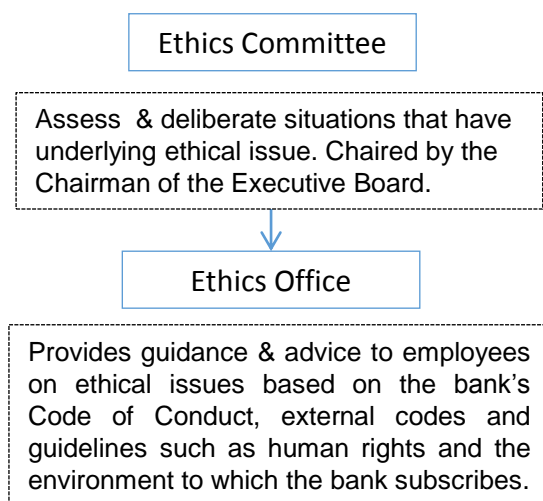 Ethics Committee
Assess & deliberate situations that have
underlying ethical issue. Chaired by the
Chairman of the Executive Board.
Ethics Office
Provides guidance & advice to employees
on ethical issues based on the bank’s
Code of Conduct, external codes and
guidelines such as human rights and the
environment to which the bank subscribes.